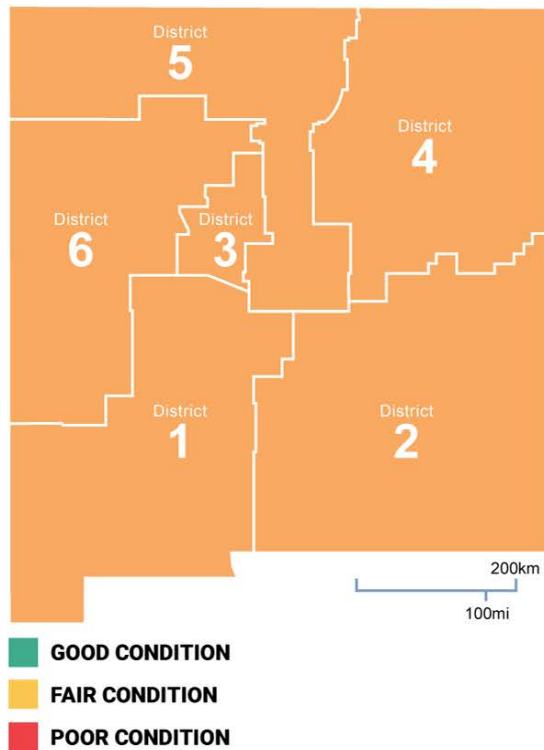 District
5
District
4
District
6
District
3
District
1
District
2
200km
100mi
GOOD CONDITION
FAIR CONDITION
POOR CONDITION